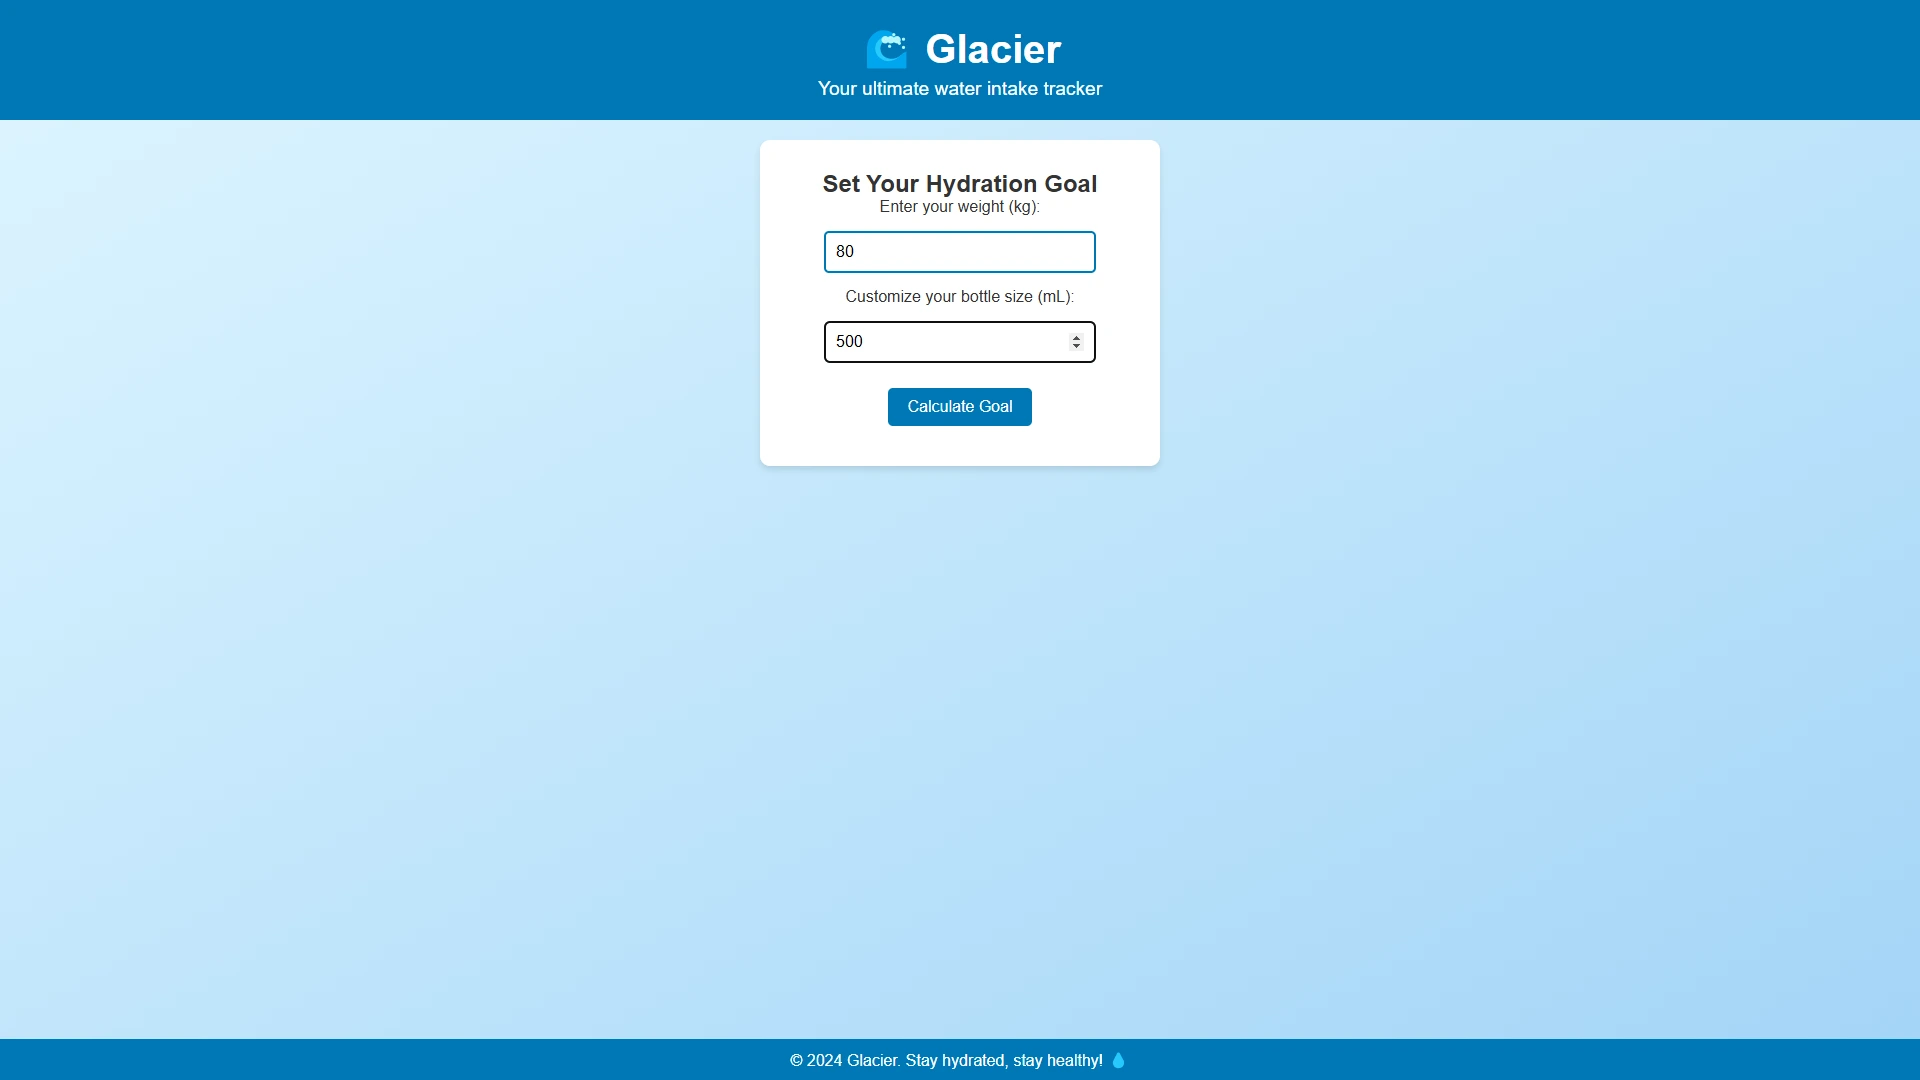 Glacier
Your ultimate water intake tracker
Set Your Hydration Goal
Enter your weight (kg):
80
Customize your bottle size (mL):
500
Calculate Goal
© 2024 Glacier. Stay hydrated, stay healthy!